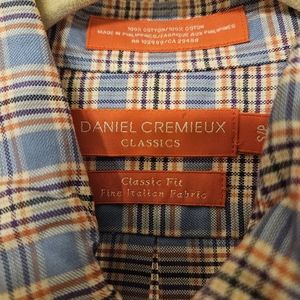 100% COTTON/100% COTON
MADE IN PHILIPPINES/FABRIQUE AUX PHILIPPINES
DANIEL CREMIEUX
CLASSICS
S/P
Classic Fit
Fine Italian Fabric